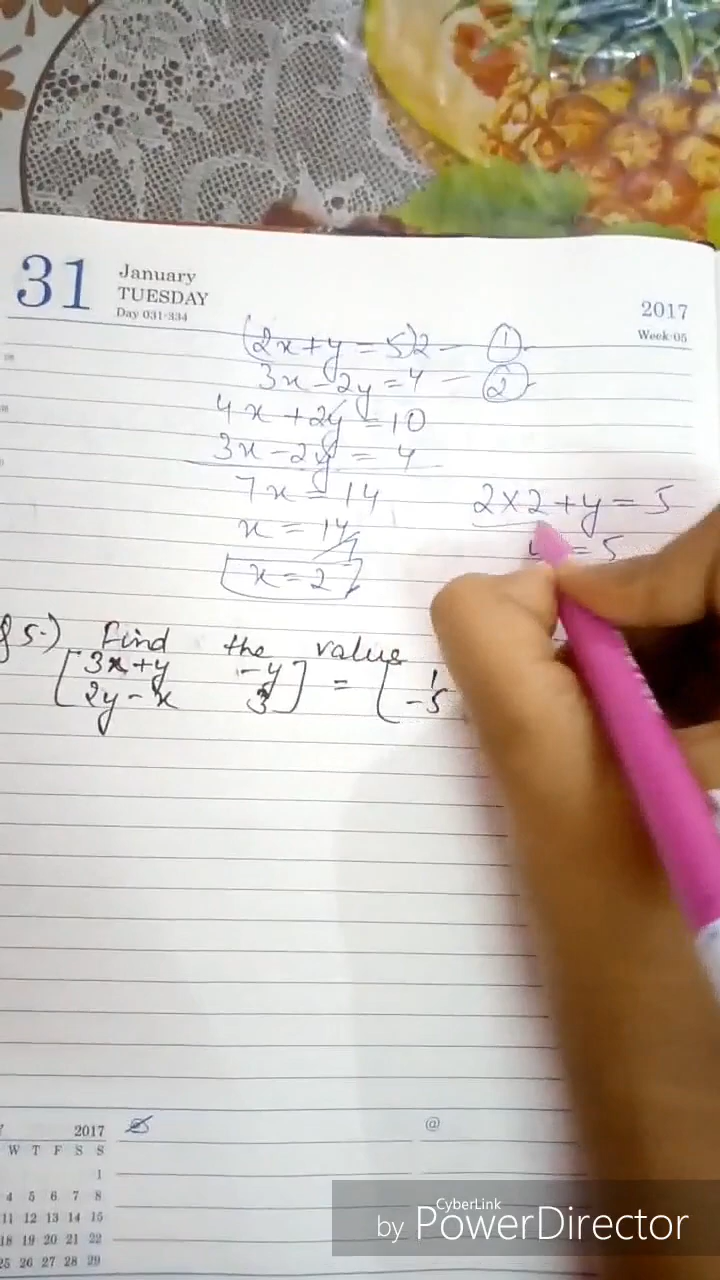 31
January
TUESDAY
Day 031-334
2017
Week-05
(2x+y=5)2 — ①
3x-2y=4 — ②
4x+2y=10
3x-2y=4
7x=14
x=14
x=2
2×2+y=5
=5
Q5.) Find the value
[3x+y -y
2y-x 3] = [1
-5
2017
W T F S S
1
4 5 6 7 8
11 12 13 14 15
18 19 20 21 22
25 26 27 28 29
@
CyberLink
by PowerDirector